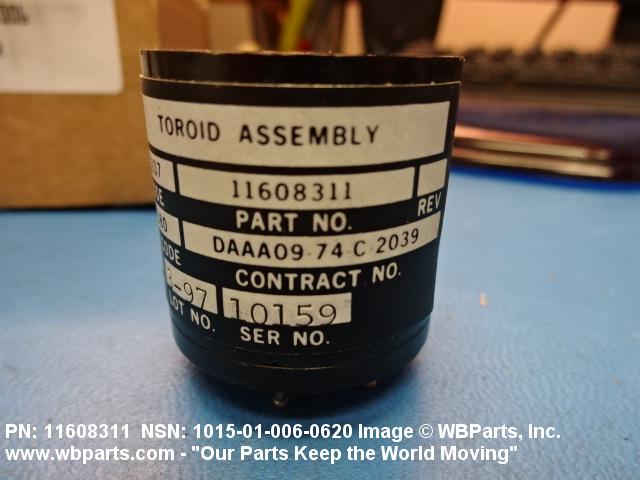 TOROID ASSEMBLY
11608311
PART NO.
REV
DAAA09-74-C-2039
CONTRACT NO.
-97 10159
LOT NO. SER NO.
PN: 11608311 NSN: 1015-01-006-0620 Image © WBParts, Inc.
www.wbparts.com - "Our Parts Keep the World Moving"